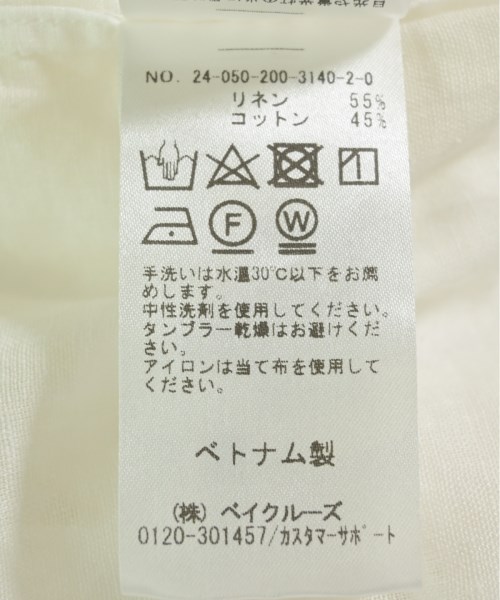 NO. 24-050-200-3140-2-0
リネン 55%
コットン 45%
F W
手洗いは水温30℃以下をお薦
めします。
中性洗剤を使用してください。
タンブラー乾燥はお避けくだ
さい。
アイロンは当て布を使用して
ください。
ベトナム製
(株) ベイクルーズ
0120-301457/カスタマーサポート